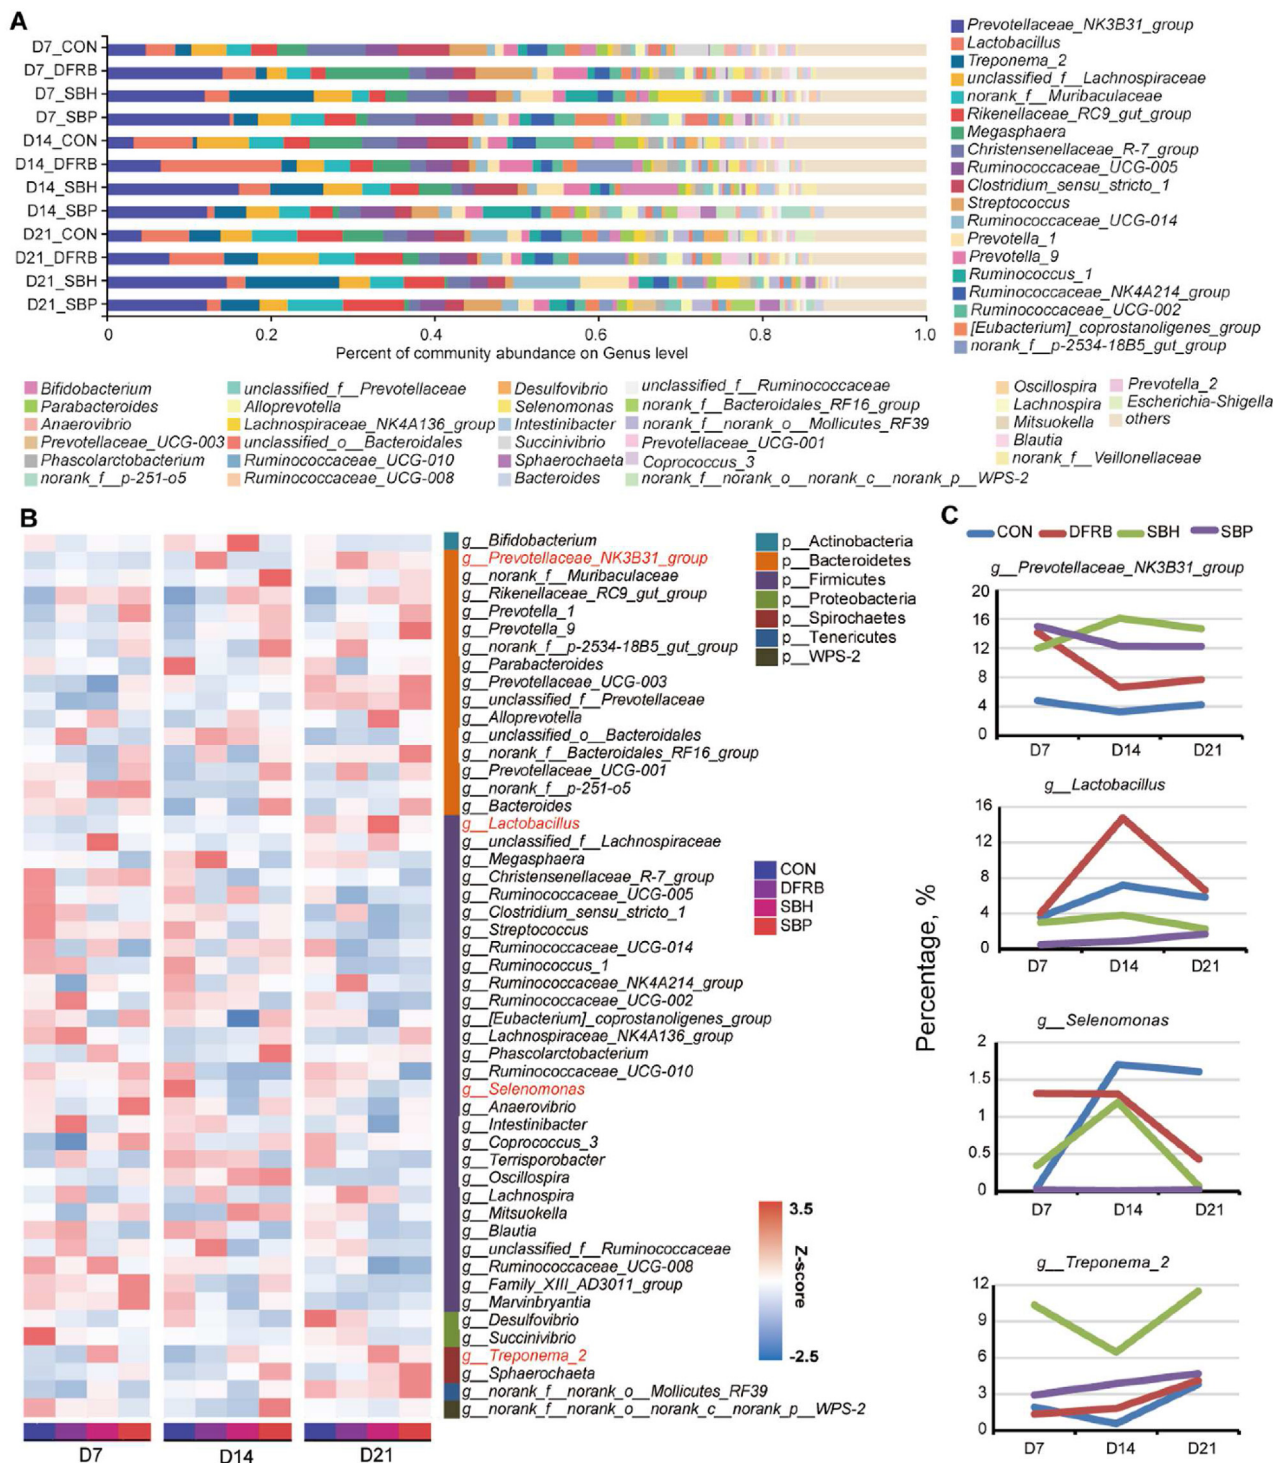 A
D7_CON
D7_DFRB
D7_SBH
D7_SBP
D14_CON
D14_DFRB
D14_SBH
D14_SBP
D21_CON
D21_DFRB
D21_SBH
D21_SBP
0 0.2 0.4 0.6 0.8 1.0
Percent of community abundance on Genus level
Prevotellaceae_NK3B31_group
Lactobacillus
Treponema_2
unclassified_f__Lachnospiraceae
norank_f__Muribaculaceae
Rikenellaceae_RC9_gut_group
Megasphaera
Christensenellaceae_R-7_group
Ruminococcaceae_UCG-005
Clostridium_sensu_stricto_1
Streptococcus
Ruminococcaceae_UCG-014
Prevotella_1
Prevotella_9
Ruminococcus_1
Ruminococcaceae_NK4A214_group
Ruminococcaceae_UCG-002
[Eubacterium]_coprostanoligenes_group
norank_f__p-2534-18B5_gut_group
Bifidobacterium
Parabacteroides
Anaerovibrio
Prevotellaceae_UCG-003
Phascolarctobacterium
norank_f__p-251-o5
unclassified_f__Prevotellaceae
Alloprevotella
Lachnospiraceae_NK4A136_group
unclassified_o__Bacteroidales
Ruminococcaceae_UCG-010
Ruminococcaceae_UCG-008
Desulfovibrio
Selenomonas
Intestinibacter
Succinivibrio
Sphaerochaeta
Bacteroides
unclassified_f__Ruminococcaceae
norank_f__Bacteroidales_RF16_group
norank_f__norank_o__Mollicutes_RF39
Prevotellaceae_UCG-001
Coprococcus_3
norank_f__norank_o__norank_c__norank_p__WPS-2
Oscillospira
Lachnospira
Mitsuokella
Blautia
norank_f__Veillonellaceae
Prevotella_2
Escherichia-Shigella
others
B
g__Bifidobacterium
g__Prevotellaceae_NK3B31_group
g__norank_f__Muribaculaceae
g__Rikenellaceae_RC9_gut_group
g__Prevotella_1
g__Prevotella_9
g__norank_f__p-2534-18B5_gut_group
g__Parabacteroides
g__Prevotellaceae_UCG-003
g__unclassified_f__Prevotellaceae
g__Alloprevotella
g__unclassified_o__Bacteroidales
g__norank_f__Bacteroidales_RF16_group
g__Prevotellaceae_UCG-001
g__norank_f__p-251-o5
g__Bacteroides
g__Lactobacillus
g__unclassified_f__Lachnospiraceae
g__Megasphaera
g__Christensenellaceae_R-7_group
g__Ruminococcaceae_UCG-005
g__Clostridium_sensu_stricto_1
g__Streptococcus
g__Ruminococcaceae_UCG-014
g__Ruminococcus_1
g__Ruminococcaceae_NK4A214_group
g__Ruminococcaceae_UCG-002
g__[Eubacterium]_coprostanoligenes_group
g__Lachnospiraceae_NK4A136_group
g__Phascolarctobacterium
g__Ruminococcaceae_UCG-010
g__Selenomonas
g__Anaerovibrio
g__Intestinibacter
g__Coprococcus_3
g__Terrisporobacter
g__Oscillospira
g__Lachnospira
g__Mitsuokella
g__Blautia
g__unclassified_f__Ruminococcaceae
g__Ruminococcaceae_UCG-008
g__Family_XIII_AD3011_group
g__Marvinbryantia
g__Desulfovibrio
g__Succinivibrio
g__Treponema_2
g__Sphaerochaeta
g__norank_f__norank_o__Mollicutes_RF39
g__norank_f__norank_o__norank_c__norank_p__WPS-2
D7 D14 D21
p__Actinobacteria
p__Bacteroidetes
p__Firmicutes
p__Proteobacteria
p__Spirochaetes
p__Tenericutes
p__WPS-2
CON
DFRB
SBH
SBP
3.5
Z-score
-2.5
C
CON DFRB SBH SBP
Percentage, %
g__Prevotellaceae_NK3B31_group
20
16
12
8
4
0
D7 D14 D21
g__Lactobacillus
16
12
8
4
0
D7 D14 D21
g__Selenomonas
2
1.5
1
0.5
0
D7 D14 D21
g__Treponema_2
12
9
6
3
0
D7 D14 D21